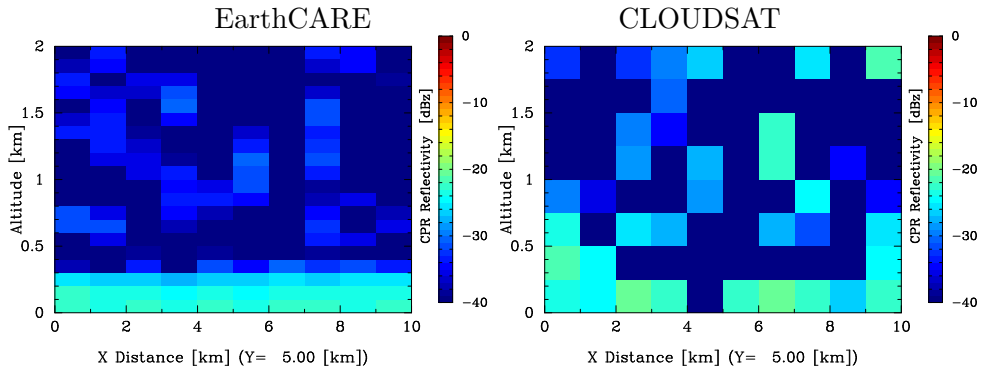 EarthCARE
CLOUDSAT
2
1.5
1
0.5
0
Altitude [km]
0 2 4 6 8 10
X Distance [km] (Y= 5.00 [km])
0
-10
-20
-30
-40
CPR Reflectivity [dBz]
2
1.5
1
0.5
0
Altitude [km]
0 2 4 6 8 10
X Distance [km] (Y= 5.00 [km])
0
-10
-20
-30
-40
CPR Reflectivity [dBz]